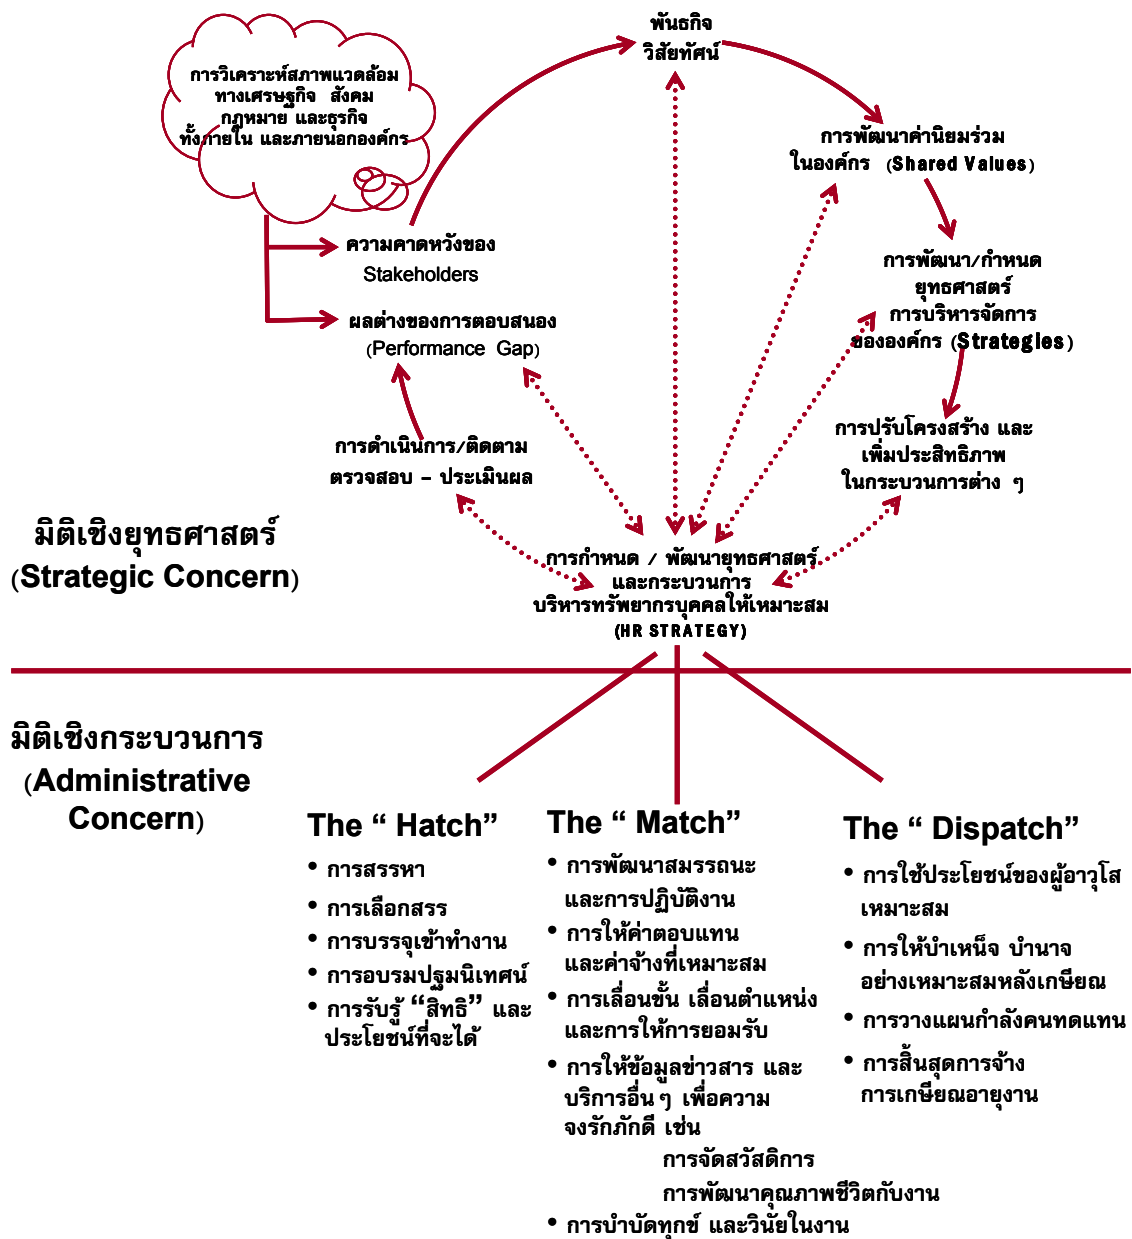 พันธกิจ
วิสัยทัศน์
การวิเคราะห์สภาพแวดล้อม
ทางเศรษฐกิจ สังคม
กฎหมาย และธุรกิจ
ทั้งภายใน และภายนอกองค์กร
การพัฒนาค่านิยมร่วม
ในองค์กร (Shared Values)
ความคาดหวังของ
Stakeholders
การพัฒนา/กำหนด
ยุทธศาสตร์
การบริหารจัดการ
ขององค์กร (Strategies)
ผลต่างของการตอบสนอง
(Performance Gap)
การปรับโครงสร้าง และ
เพิ่มประสิทธิภาพ
ในกระบวนการต่าง ๆ
การดำเนินการ/ติดตาม
ตรวจสอบ – ประเมินผล
มิติเชิงยุทธศาสตร์
(Strategic Concern)
การกำหนด / พัฒนายุทธศาสตร์
และกระบวนการ
บริหารทรัพยากรบุคคลให้เหมาะสม
(HR STRATEGY)
มิติเชิงกระบวนการ
(Administrative
Concern)
The “ Hatch”
• การสรรหา
• การเลือกสรร
• การบรรจุเข้าทำงาน
• การอบรมปฐมนิเทศน์
• การรับรู้ “สิทธิ” และ
ประโยชน์ที่จะได้
The “ Match”
• การพัฒนาสมรรถนะ
และการปฏิบัติงาน
• การให้ค่าตอบแทน
และค่าจ้างที่เหมาะสม
• การเลื่อนขั้น เลื่อนตำแหน่ง
และการให้การยอมรับ
• การให้ข้อมูลข่าวสาร และ
บริการอื่น ๆ เพื่อความ
จงรักภักดี เช่น
การจัดสวัสดิการ
การพัฒนาคุณภาพชีวิตกับงาน
• การบำบัดทุกข์ และวินัยในงาน
The “ Dispatch”
• การใช้ประโยชน์ของผู้อาวุโส
เหมาะสม
• การให้บำเหน็จ บำนาจ
อย่างเหมาะสมหลังเกษียณ
• การวางแผนกำลังคนทดแทน
• การสิ้นสุดการจ้าง
การเกษียณอายุงาน